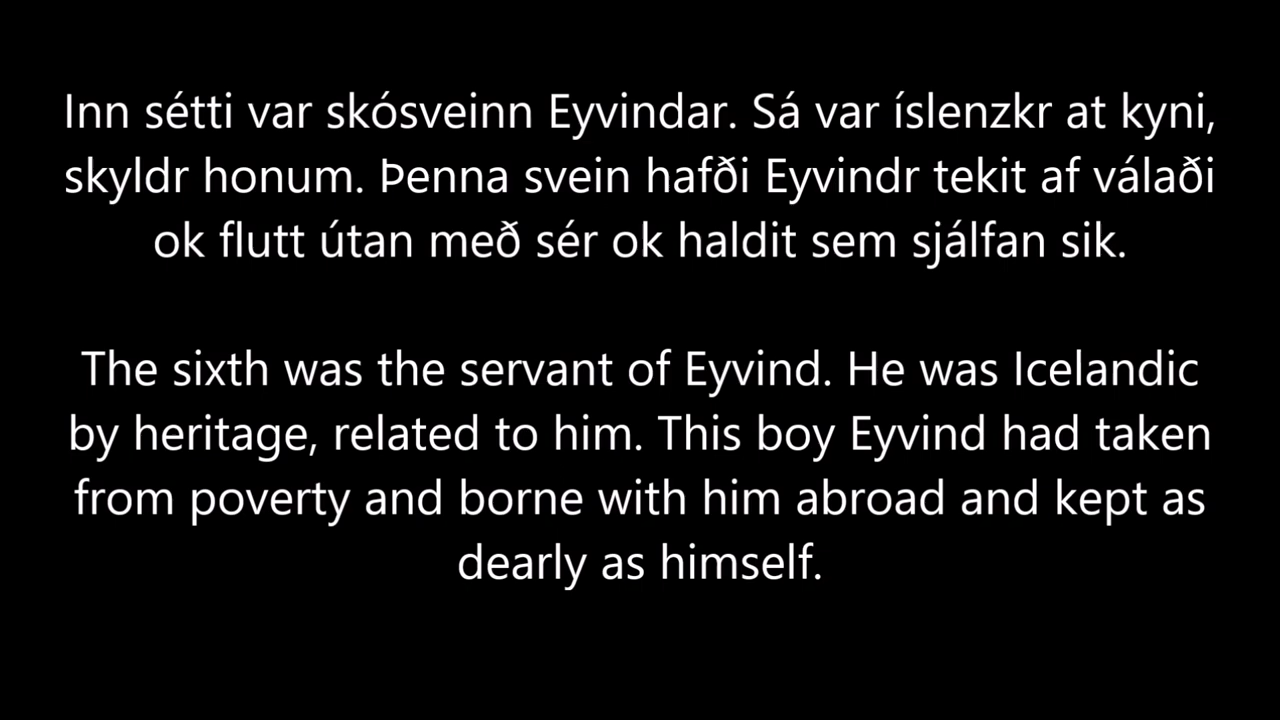 Inn sétti var skósveinn Eyvindar. Sá var íslenzkr at kyni,
skyldr honum. Þenna svein hafði Eyvindr tekit af válaði
ok flutt útan með sér ok haldit sem sjálfan sik.
The sixth was the servant of Eyvind. He was Icelandic
by heritage, related to him. This boy Eyvind had taken
from poverty and borne with him abroad and kept as
dearly as himself.